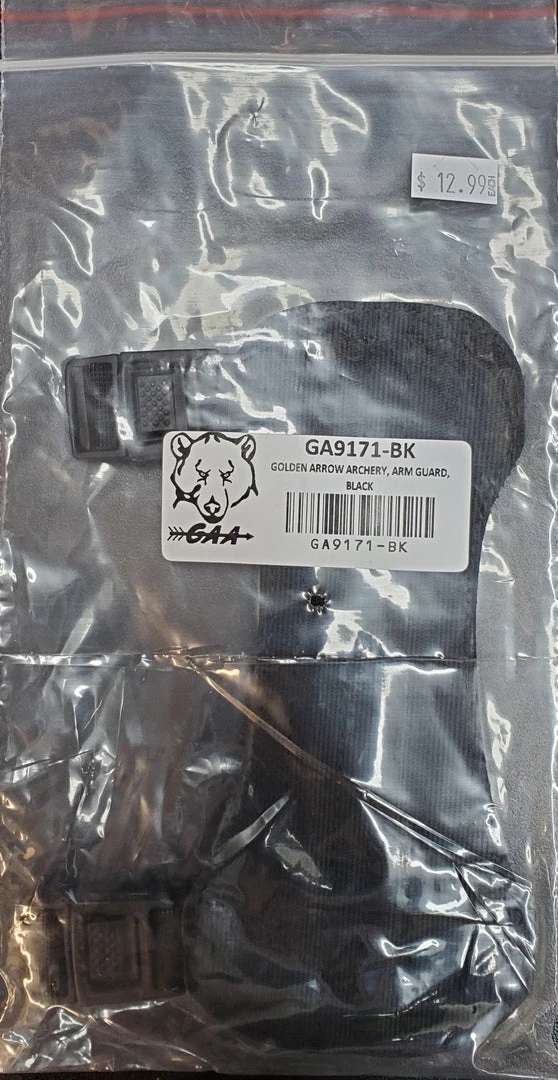 $ 12.99 EACH
GA9171-BK
GOLDEN ARROW ARCHERY, ARM GUARD,
BLACK
GA9171-BK
GAA